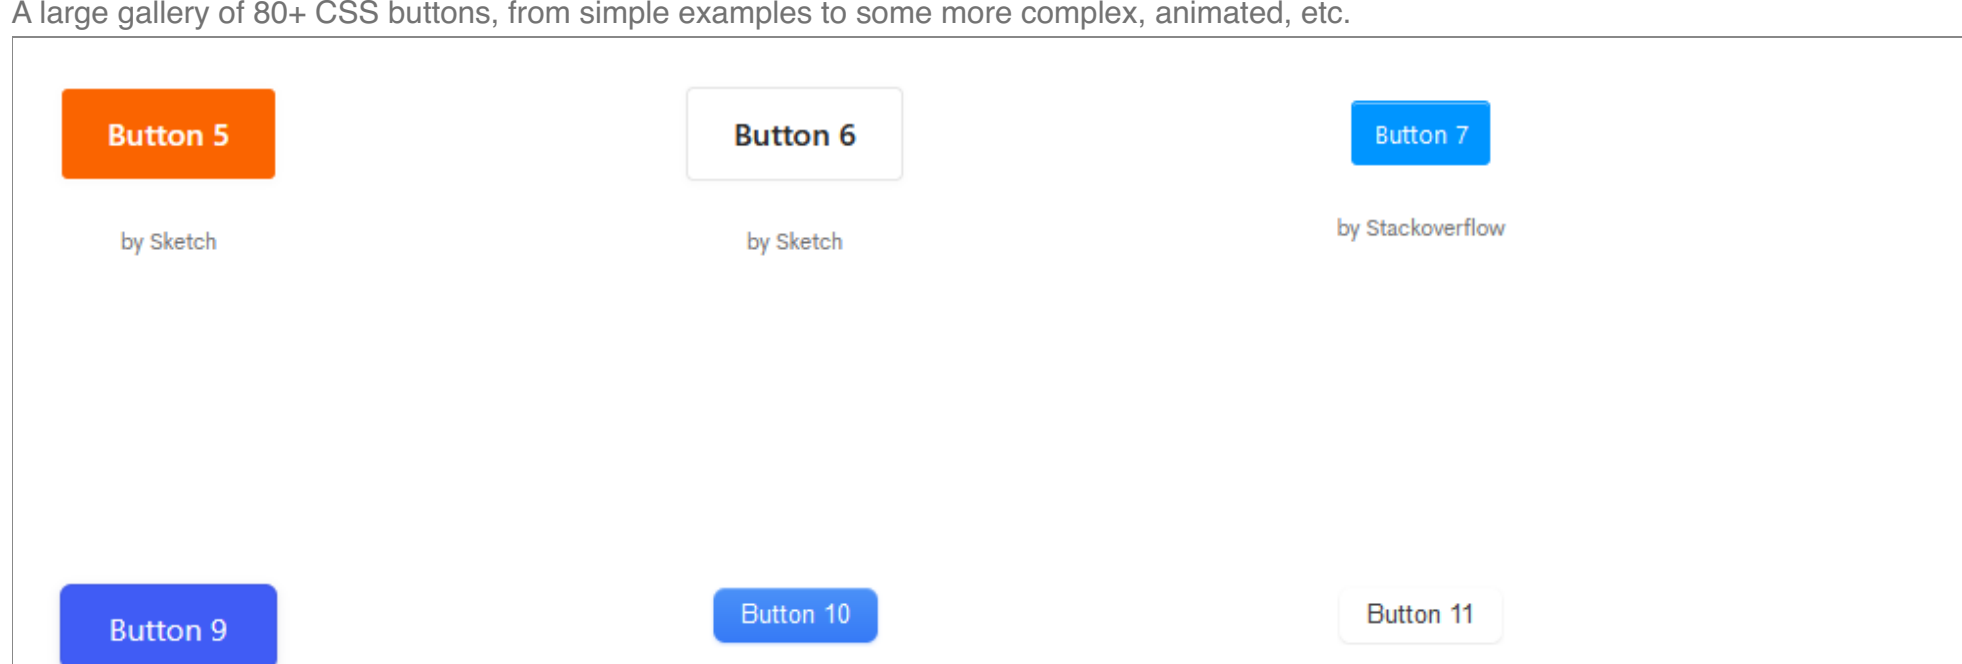 A large gallery of 80+ CSS buttons, from simple examples to some more complex, animated, etc.
Button 5
Button 6
Button 7
by Sketch
by Sketch
by Stackoverflow
Button 9
Button 10
Button 11